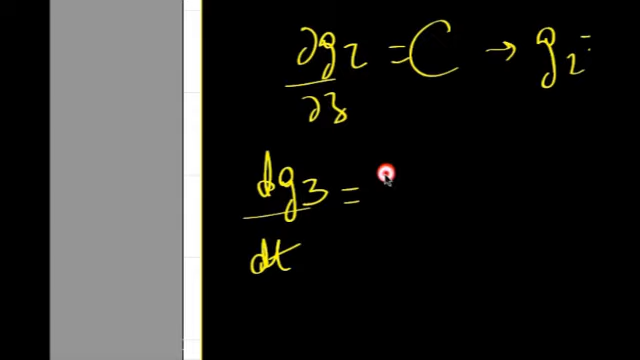 ∂g₂/∂z = C → g₂ =
dg₃/dt =